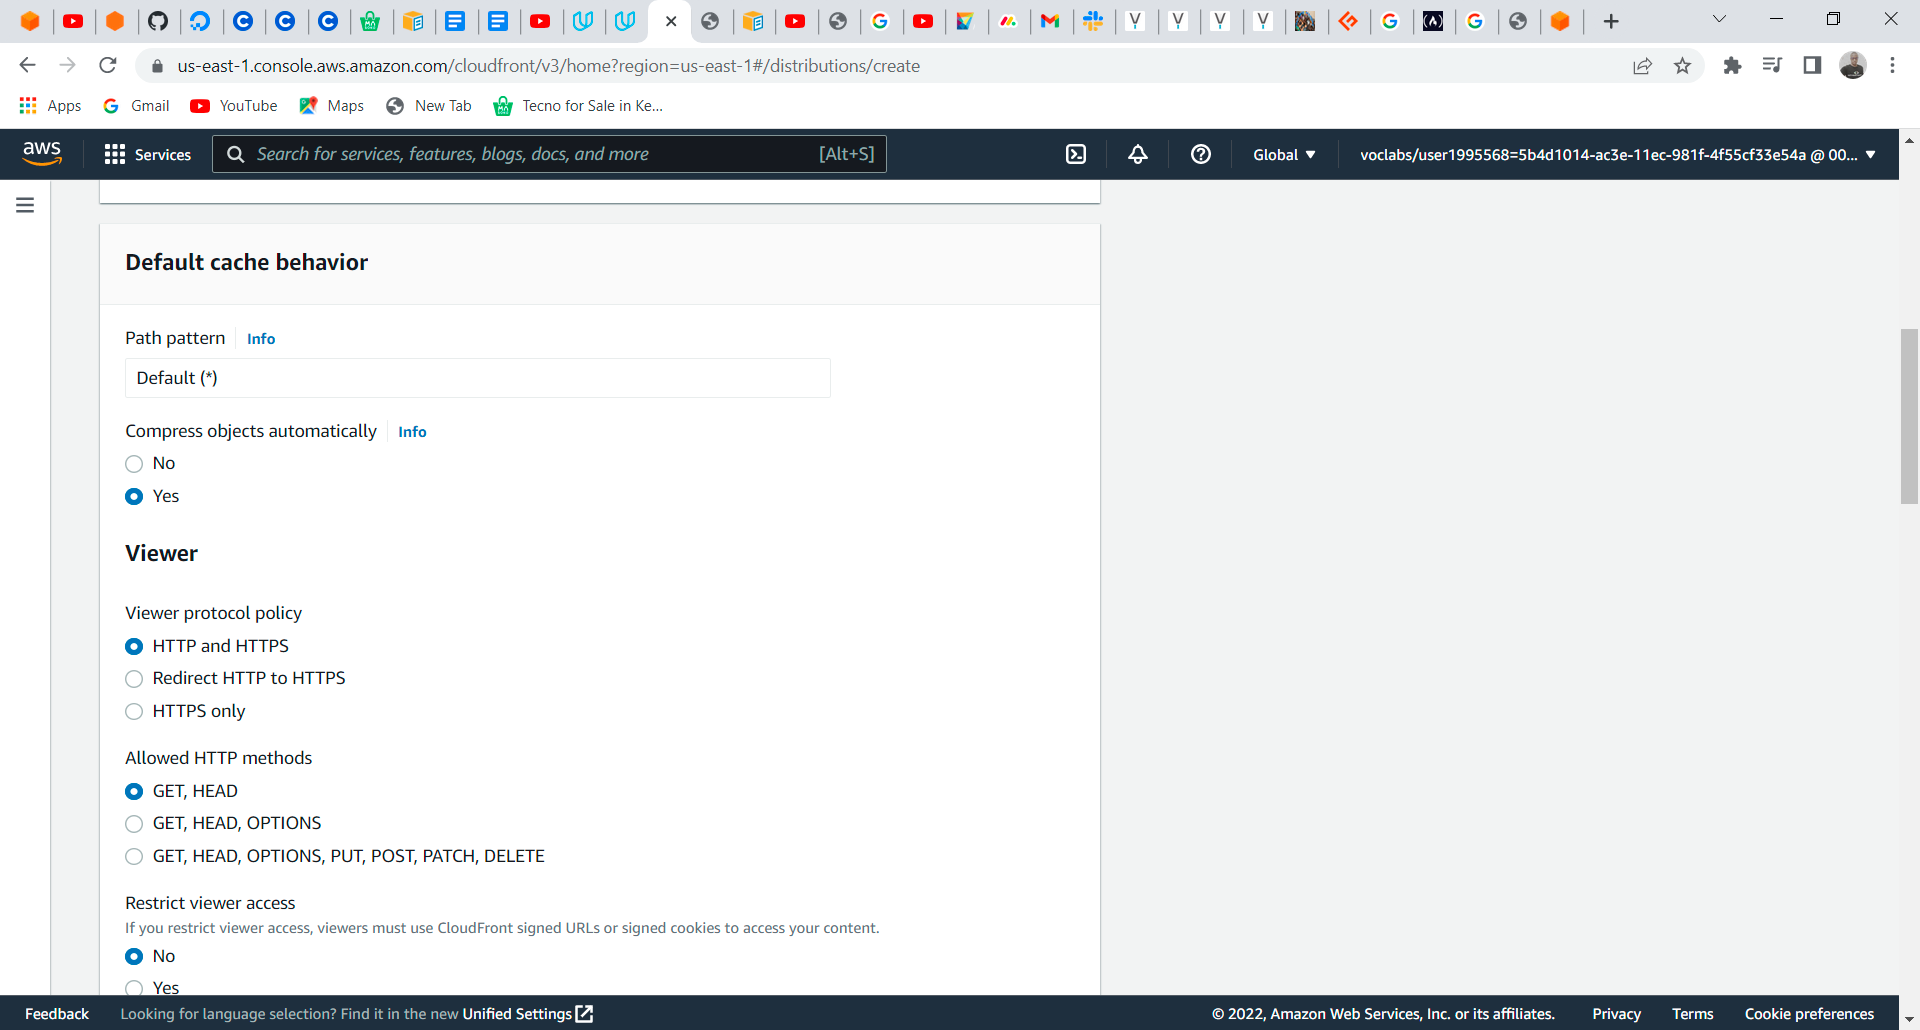 us-east-1.console.aws.amazon.com/cloudfront/v3/home?region=us-east-1#/distributions/create
Apps Gmail YouTube Maps New Tab Tecno for Sale in Ke...
aws Services Search for services, features, blogs, docs, and more [Alt+S] Global voclabs/user1995568=5b4d1014-ac3e-11ec-981f-4f55cf33e54a @ 00...
Default cache behavior
Path pattern Info
Default (*)
Compress objects automatically Info
No
Yes
Viewer
Viewer protocol policy
HTTP and HTTPS
Redirect HTTP to HTTPS
HTTPS only
Allowed HTTP methods
GET, HEAD
GET, HEAD, OPTIONS
GET, HEAD, OPTIONS, PUT, POST, PATCH, DELETE
Restrict viewer access
If you restrict viewer access, viewers must use CloudFront signed URLs or signed cookies to access your content.
No
Yes
Feedback Looking for language selection? Find it in the new Unified Settings © 2022, Amazon Web Services, Inc. or its affiliates. Privacy Terms Cookie preferences